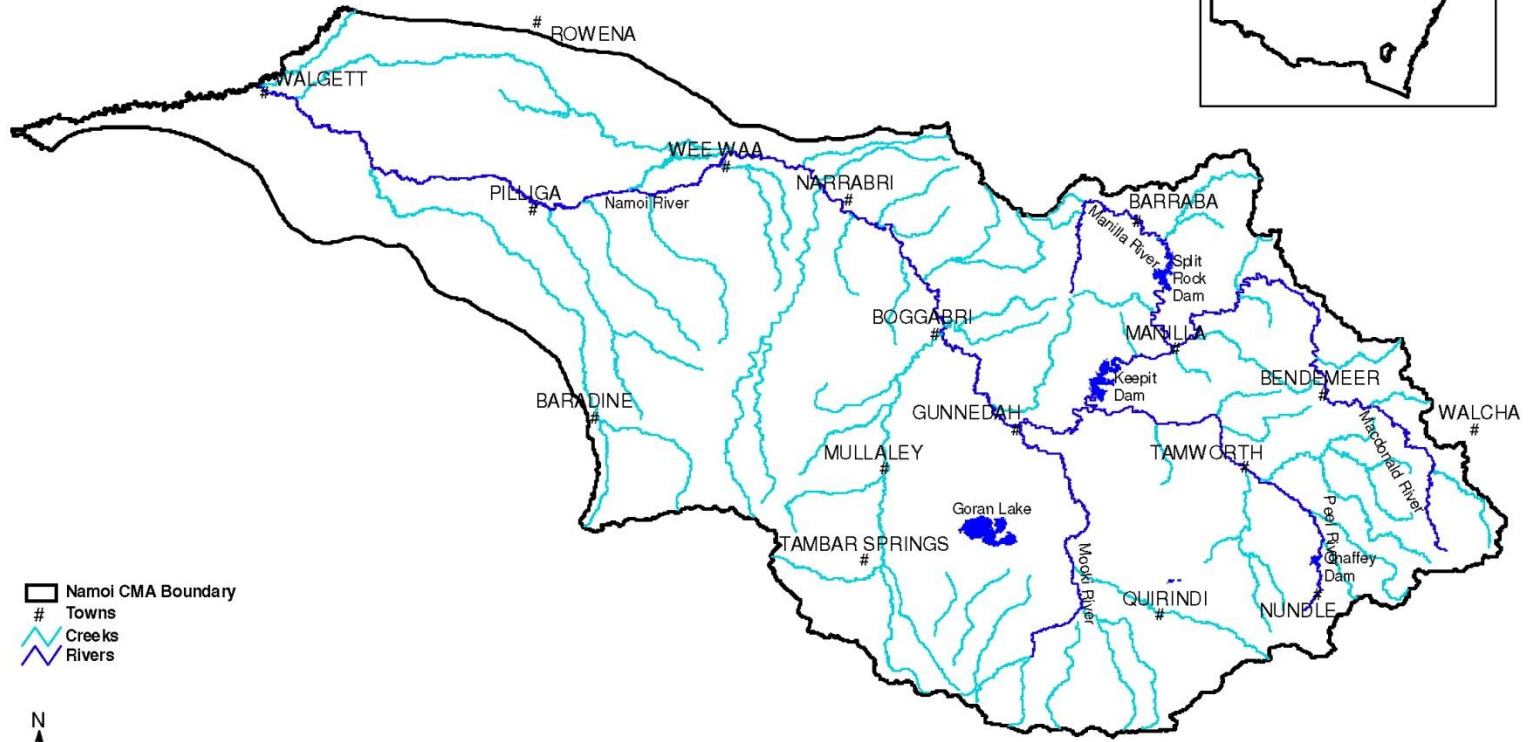 ROWENA
WALGETT
WEE WAA
NARRABRI
PILLIGA
Namoi River
BARRABA
Manilla River
Split
Rock
Dam
BOGGABRI
MANILLA
Keepit
Dam
BENDEMEER
BARADINE
GUNNEDAH
WALCHA
MULLALEY
TAMWORTH
Macdonald River
Goran Lake
Peel River
TAMBAR SPRINGS
Chaffey
Dam
Mooki River
QUIRINDI
NUNDLE
Namoi CMA Boundary
# Towns
Creeks
Rivers
N